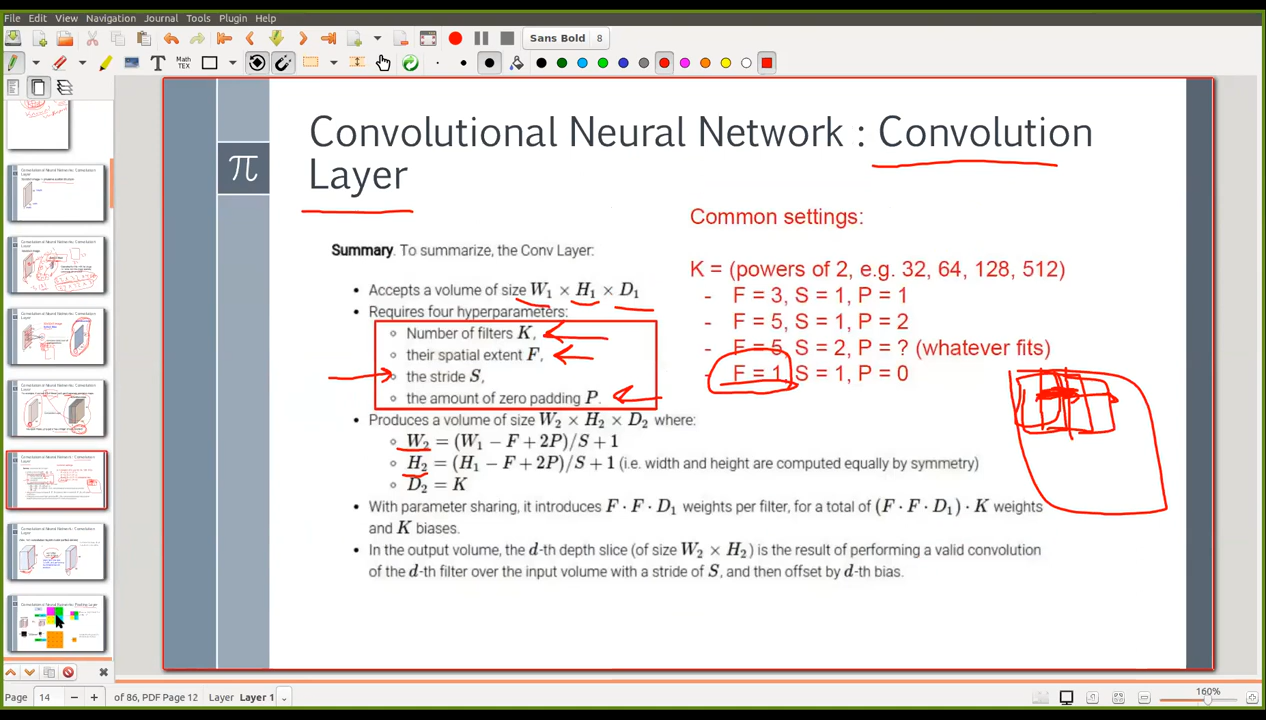 File Edit View Navigation Journal Tools Plugin Help
Sans Bold 8
Math
TEX
π
Convolutional Neural Network : Convolution
Layer
Common settings:
Summary. To summarize, the Conv Layer:
K = (powers of 2, e.g. 32, 64, 128, 512)
• Accepts a volume of size W₁ × H₁ × D₁
- F = 3, S = 1, P = 1
• Requires four hyperparameters:
- F = 5, S = 1, P = 2
◦ Number of filters K,
- F = 5, S = 2, P = ? (whatever fits)
◦ their spatial extent F,
- F = 1, S = 1, P = 0
◦ the stride S,
◦ the amount of zero padding P.
• Produces a volume of size W₂ × H₂ × D₂ where:
◦ W₂ = (W₁ − F + 2P)/S + 1
◦ H₂ = (H₁ − F + 2P)/S + 1 (i.e. width and height are computed equally by symmetry)
◦ D₂ = K
• With parameter sharing, it introduces F · F · D₁ weights per filter, for a total of (F · F · D₁) · K weights
and K biases.
• In the output volume, the d-th depth slice (of size W₂ × H₂) is the result of performing a valid convolution
of the d-th filter over the input volume with a stride of S, and then offset by d-th bias.
Page 14 of 86, PDF Page 12 Layer Layer 1
160%